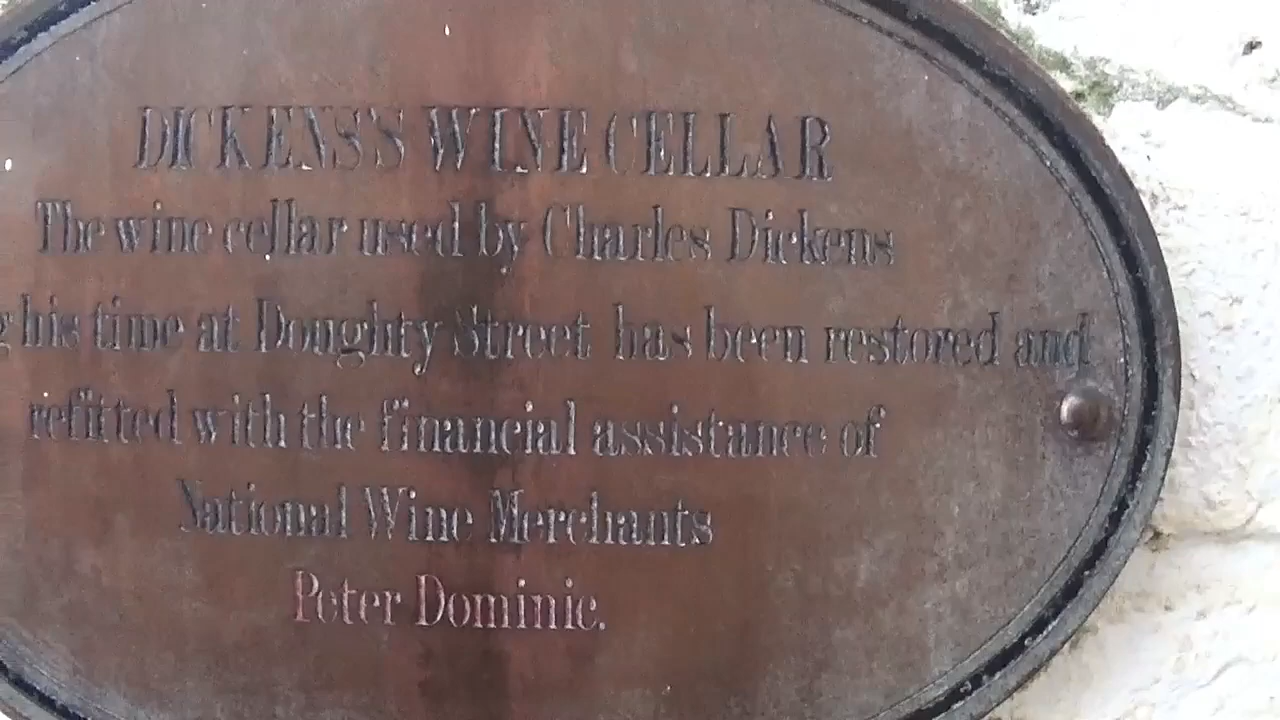 DICKENS'S WINE CELLAR
The wine cellar used by Charles Dickens
g his time at Doughty Street has been restored and
refitted with the financial assistance of
National Wine Merchants
Peter Dominic.